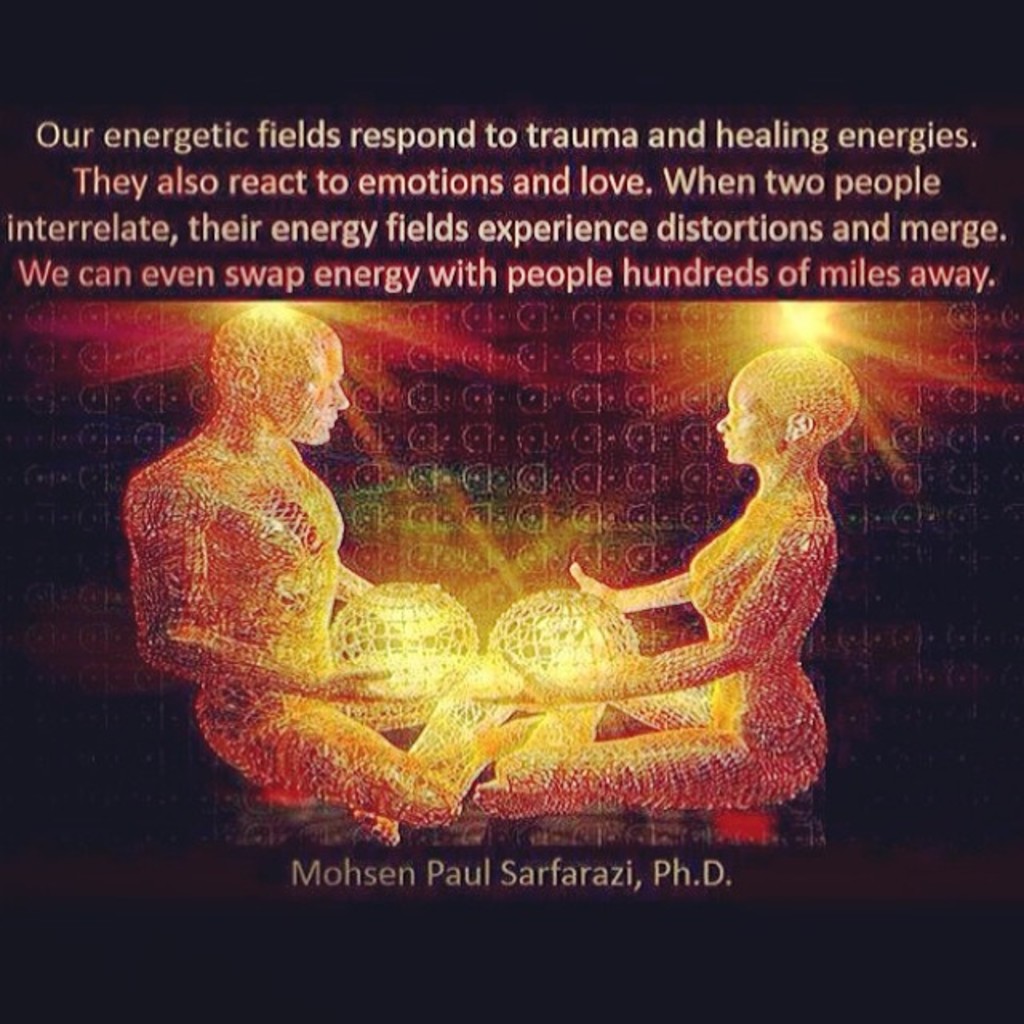 Our energetic fields respond to trauma and healing energies.
They also react to emotions and love. When two people
interrelate, their energy fields experience distortions and merge.
We can even swap energy with people hundreds of miles away.
Mohsen Paul Sarfarazi, Ph.D.